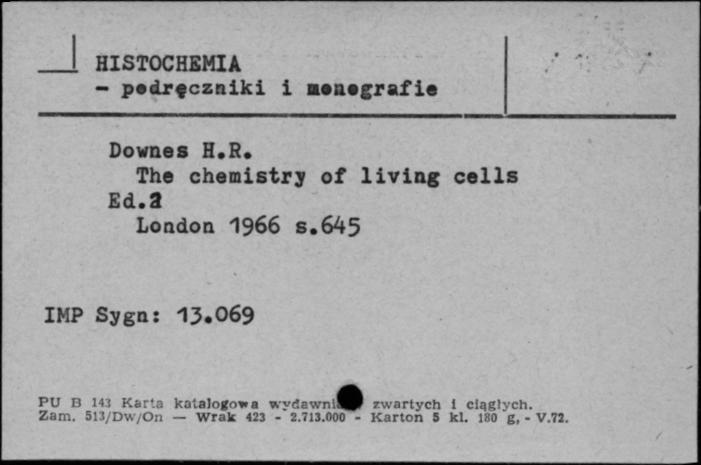 HISTOCHEMIA
- podręczniki i monografie
Downes H.R.
The chemistry of living cells
Ed.2
London 1966 s.645
IMP Sygn: 13.069
PU B 143 Karta katalogowa zwartych i ciągłych.
Zam. 513/Dw/On — Wrak 423 - 2.713.000 - Karton 5 kl. 180 g, - V.72.